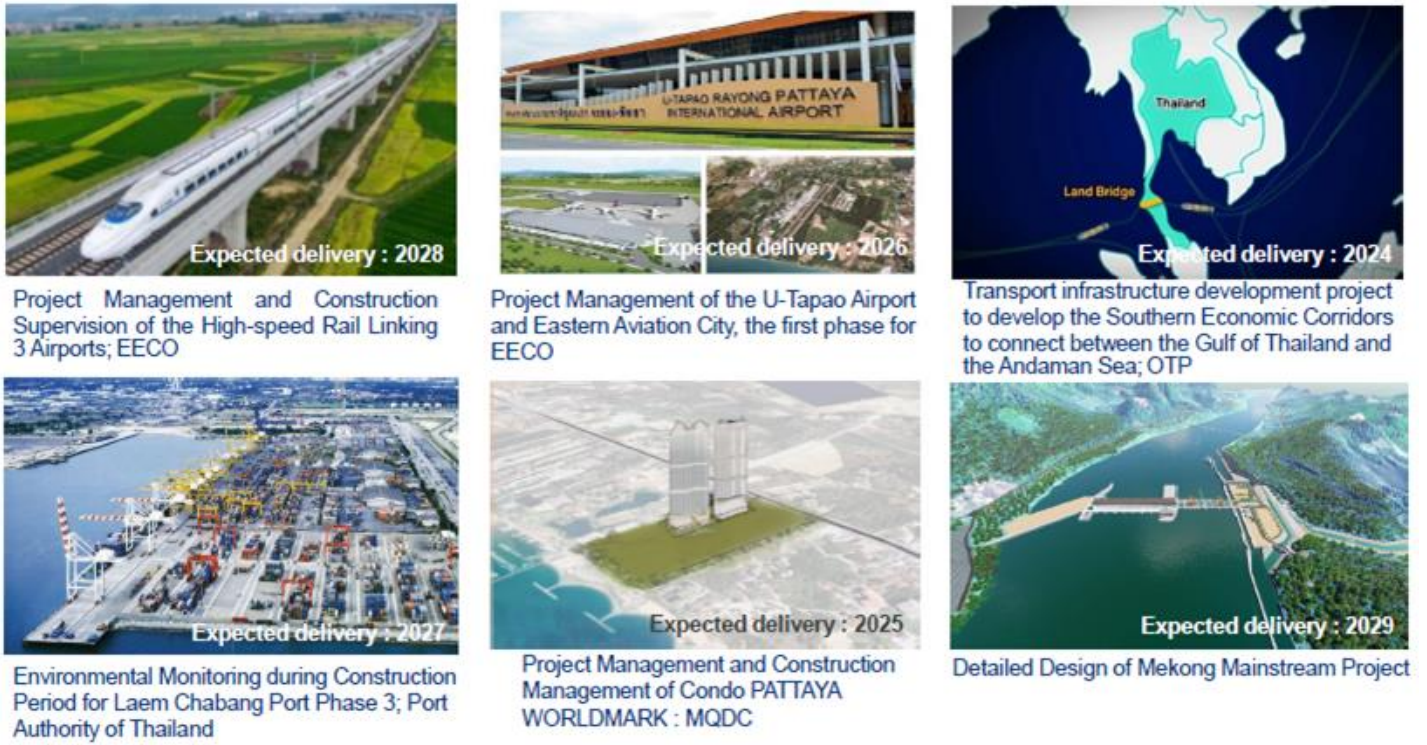 U-TAPAO RAYONG PATTAYA
INTERNATIONAL AIRPORT
Thailand
Land Bridge
Expected delivery : 2028
Expected delivery : 2026
Expected delivery : 2024
Project Management and Construction
Supervision of the High-speed Rail Linking
3 Airports; EECO
Project Management of the U-Tapao Airport
and Eastern Aviation City, the first phase for
EECO
Transport infrastructure development project
to develop the Southern Economic Corridors
to connect between the Gulf of Thailand and
the Andaman Sea; OTP
Expected delivery : 2027
Expected delivery : 2025
Expected delivery : 2029
Environmental Monitoring during Construction
Period for Laem Chabang Port Phase 3; Port
Authority of Thailand
Project Management and Construction
Management of Condo PATTAYA
WORLDMARK : MQDC
Detailed Design of Mekong Mainstream Project